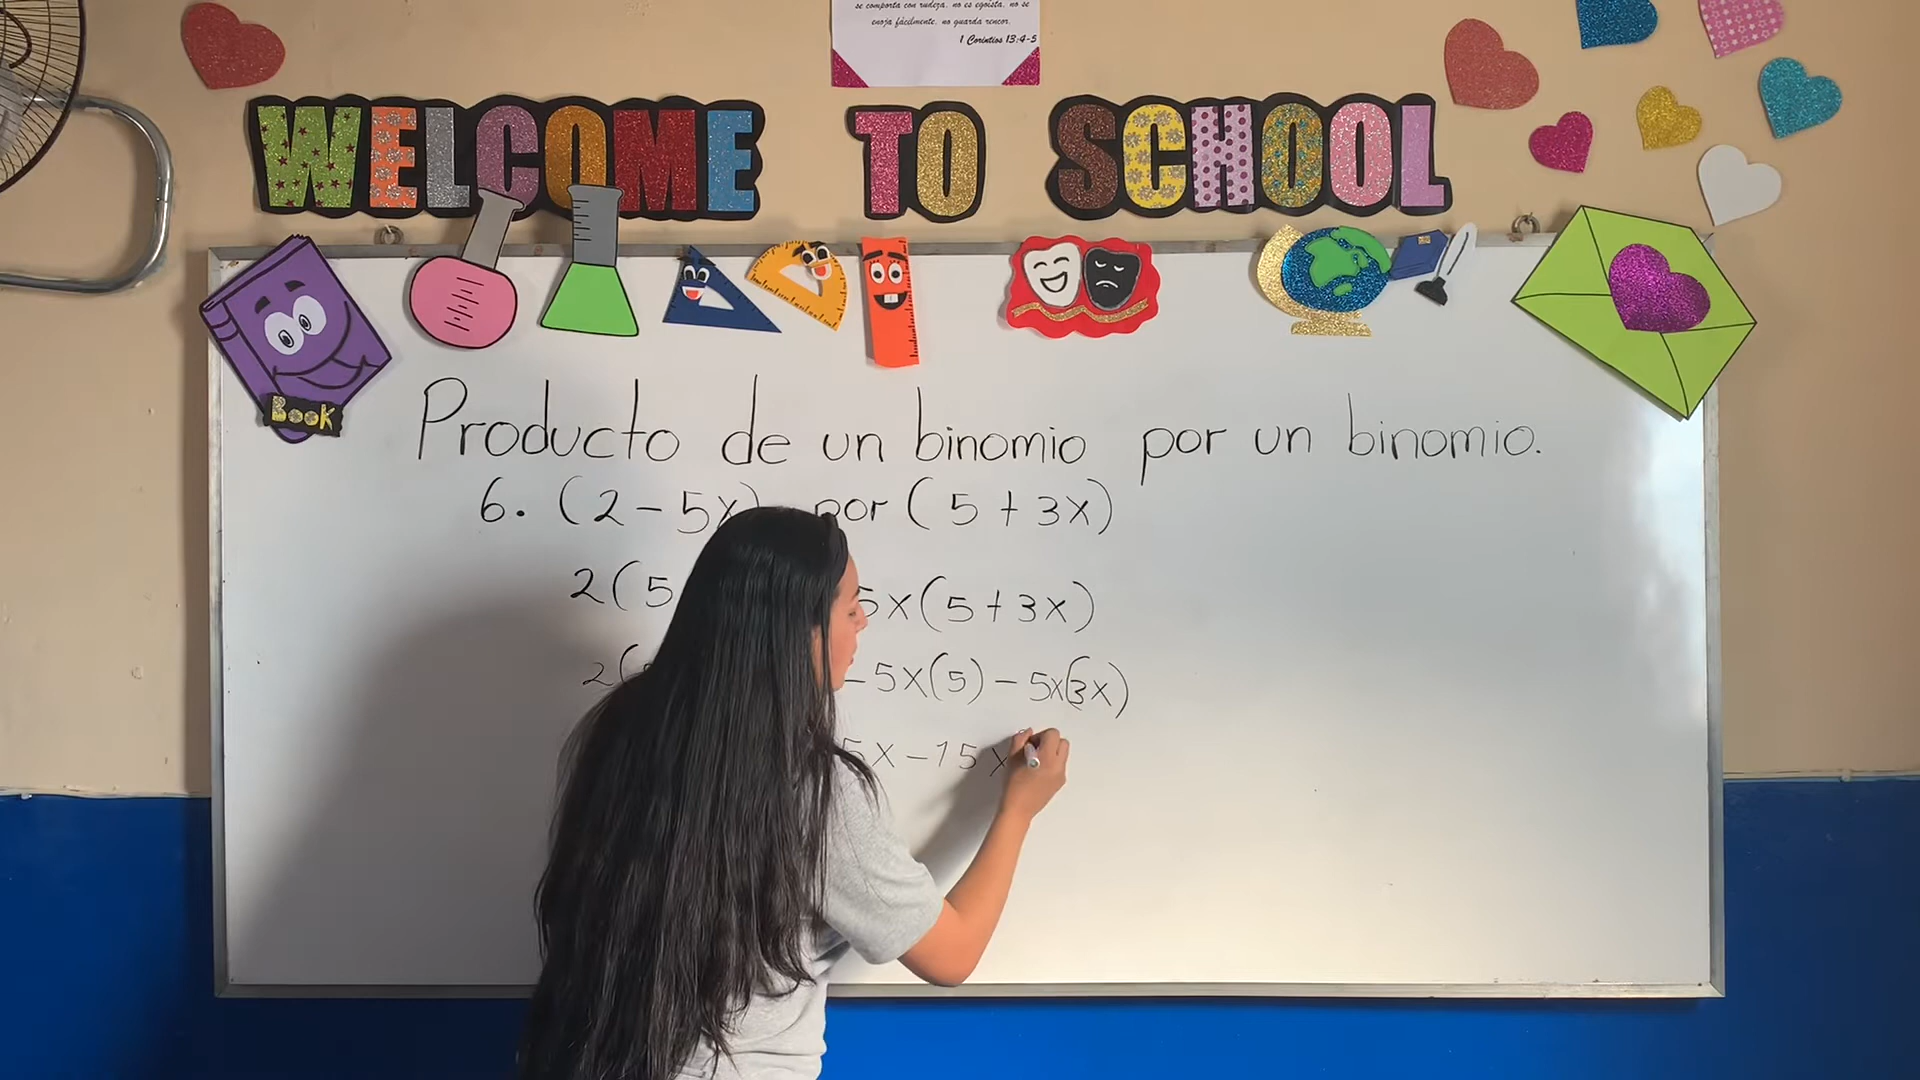 se comporta con rudeza, no es egoísta, no se
enoja fácilmente, no guarda rencor.
1 Corintios 13:4-5
WELCOME TO SCHOOL
Book
Producto de un binomio por un binomio.
6. (2 - 5x) por (5 + 3x)
2(5 5x(5 + 3x)
2( - 5x(5) - 5x(3x)
5x - 15x